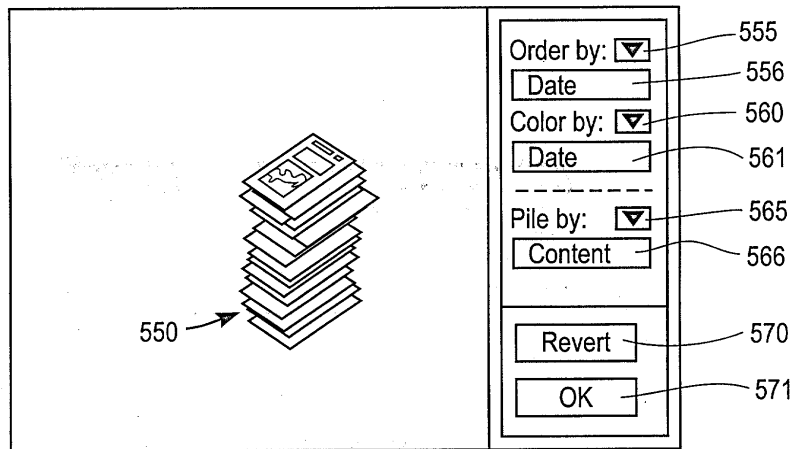 Order by:
555
Date
556
Color by:
560
Date
561
Pile by:
565
Content
566
550
Revert
570
OK
571